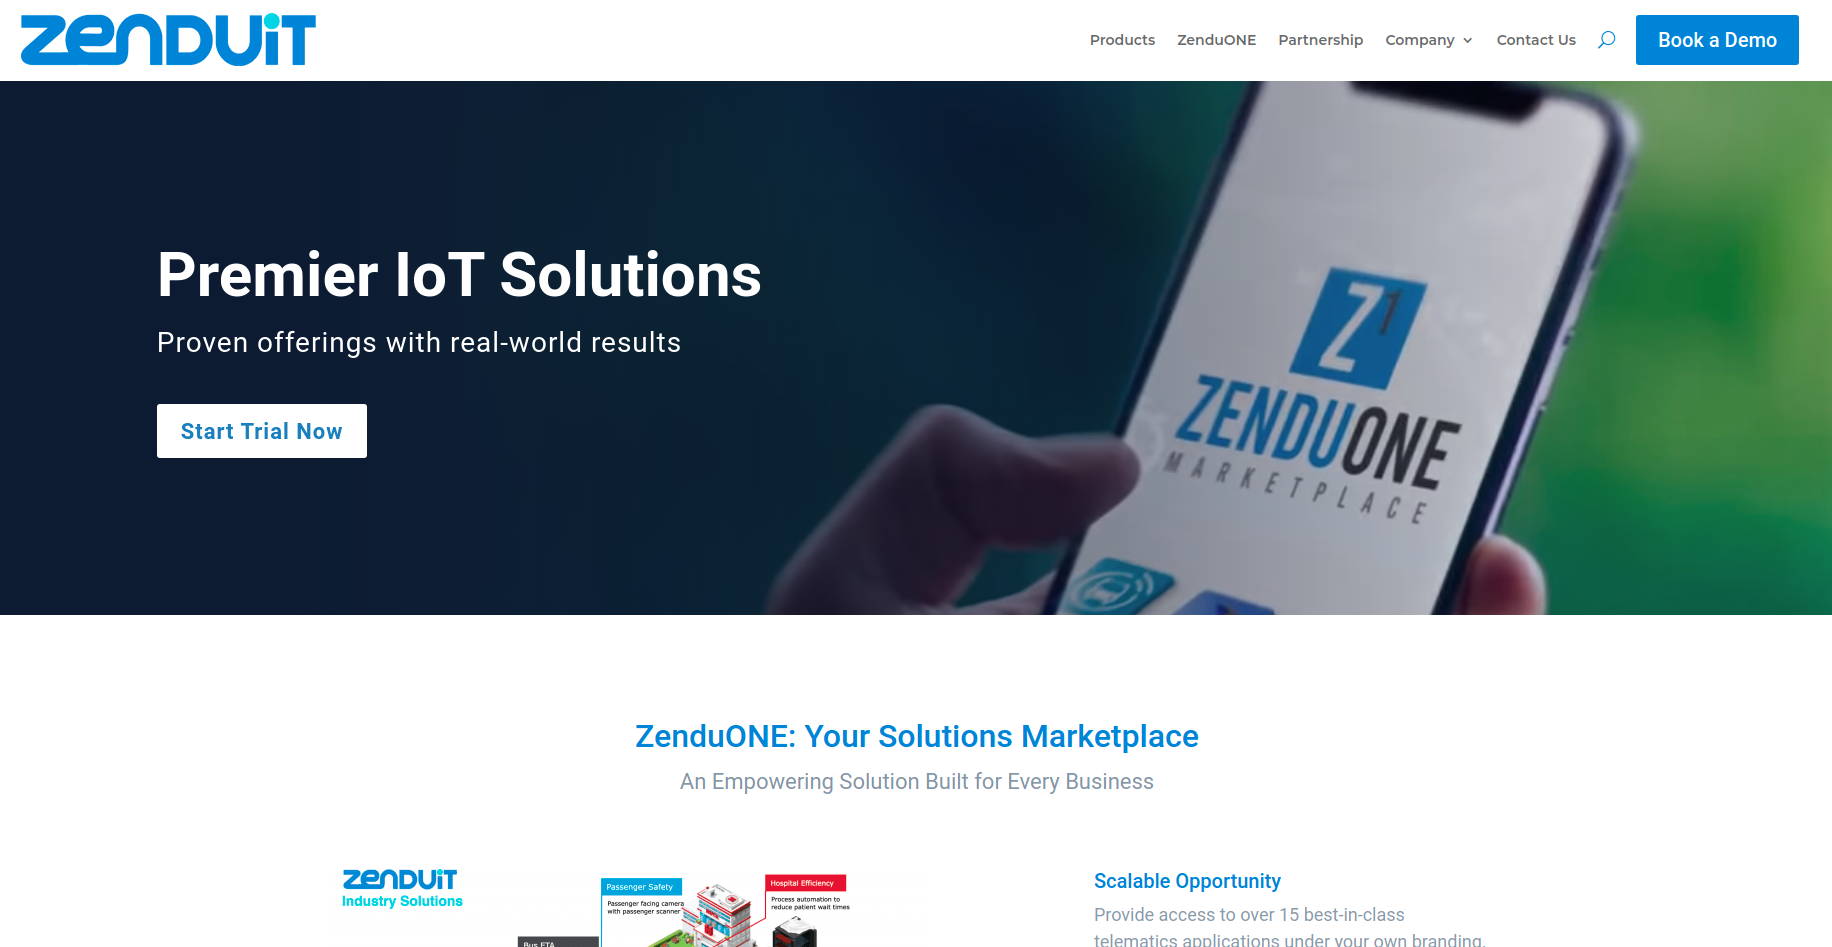 ZENDUiT
Products
ZenduONE
Partnership
Company
Contact Us
Book a Demo
Premier IoT Solutions
Proven offerings with real-world results
Start Trial Now
Z1
ZENDUONE
MARKETPLACE
ZenduONE: Your Solutions Marketplace
An Empowering Solution Built for Every Business
ZENDUiT
Industry Solutions
Passenger Safety
Passenger facing camera
with passenger scanner
Hospital Efficiency
Process automation to
reduce patient wait times
Bus ETA
Scalable Opportunity
Provide access to over 15 best-in-class
telematics applications under your own branding.